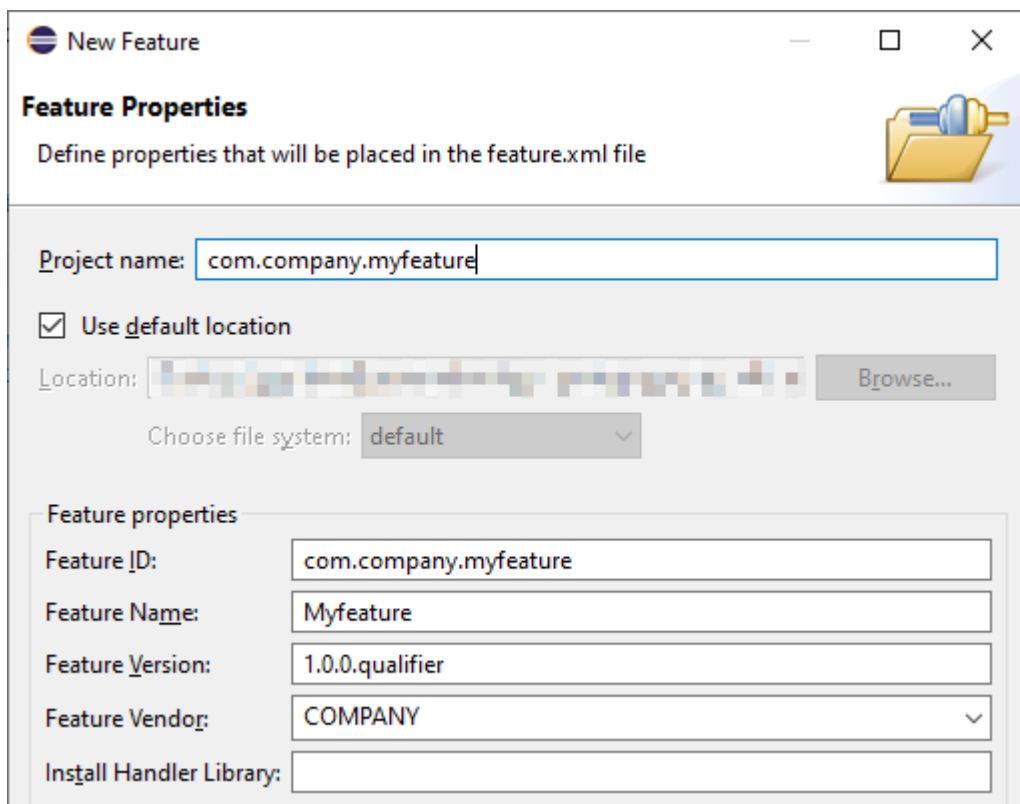 New Feature
Feature Properties
Define properties that will be placed in the feature.xml file
Project name: com.company.myfeature
Use default location
Location: Browse...
Choose file system: default
Feature properties
Feature ID: com.company.myfeature
Feature Name: Myfeature
Feature Version: 1.0.0.qualifier
Feature Vendor: COMPANY
Install Handler Library: